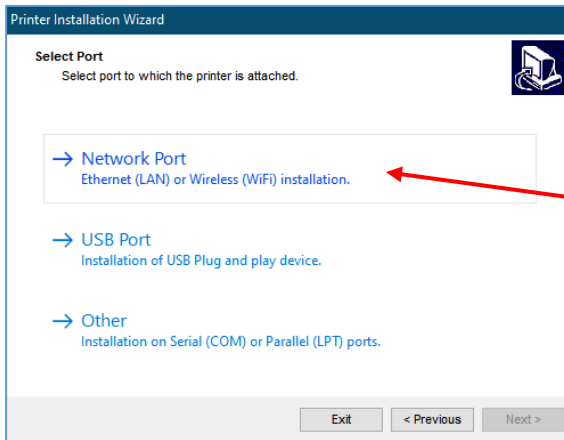 Printer Installation Wizard
Select Port
Select port to which the printer is attached.
→ Network Port
Ethernet (LAN) or Wireless (WiFi) installation.
→ USB Port
Installation of USB Plug and play device.
→ Other
Installation on Serial (COM) or Parallel (LPT) ports.
Exit < Previous Next >